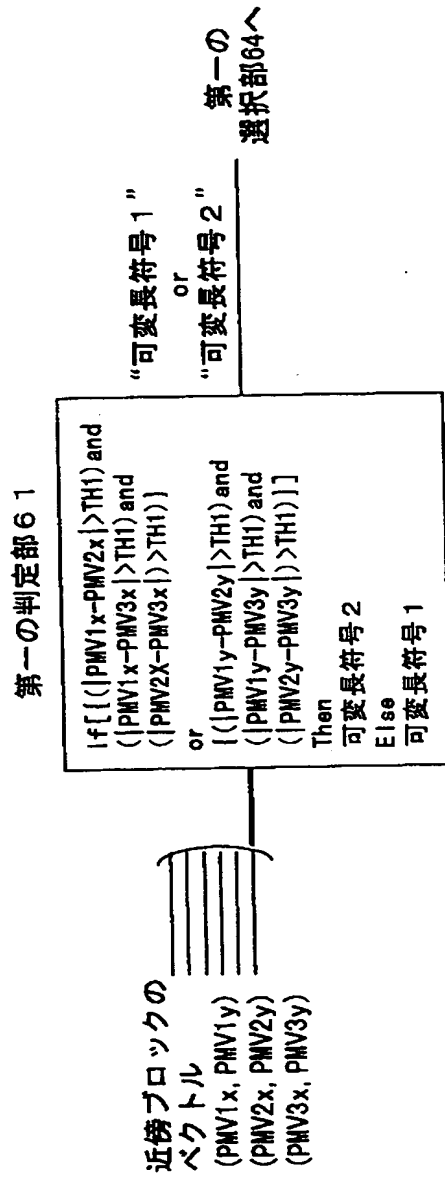 第一の判定部61
近傍ブロックの
ベクトル
(PMV1x, PMV1y)
(PMV2x, PMV2y)
(PMV3x, PMV3y)
If[{(|PMV1x-PMV2x|>TH1)and
(|PMV1x-PMV3x|>TH1)and
(|PMV2X-PMV3x|)>TH1)}
or
{(|PMV1y-PMV2y|>TH1)and
(|PMV1y-PMV3y|>TH1)and
(|PMV2y-PMV3y|)>TH1)}]
Then
可変長符号2
Else
可変長符号1
“可変長符号1”
or
“可変長符号2”
第一の
選択部64へ